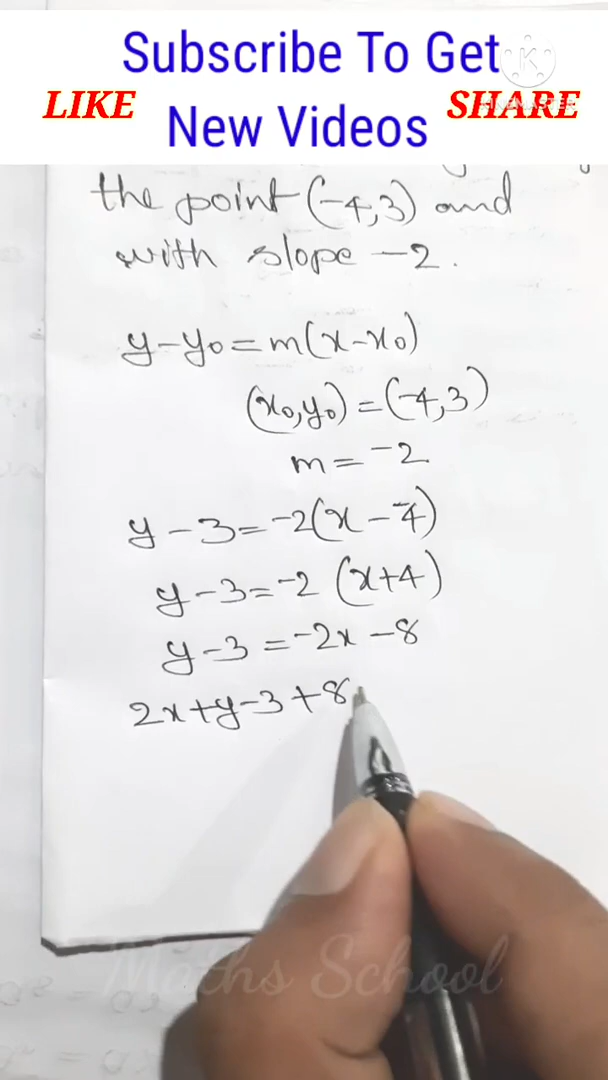 Subscribe To Get
LIKE
SHARE
New Videos
the point (-4,3) and
with slope -2.
y-y₀=m(x-x₀)
(x₀,y₀)=(-4,3)
m=-2
y-3=-2(x--4)
y-3=-2(x+4)
y-3=-2x-8
2x+y-3+8
Maths School